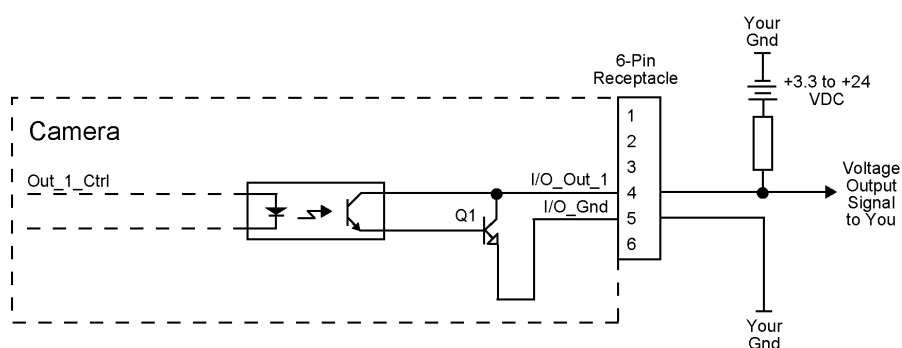 Your
Gnd
6-Pin
Receptacle
+3.3 to +24
VDC
Camera
1
2
3
4
5
6
Out_1_Ctrl
I/O_Out_1
I/O_Gnd
Q1
Voltage
Output
Signal
to You
Your
Gnd